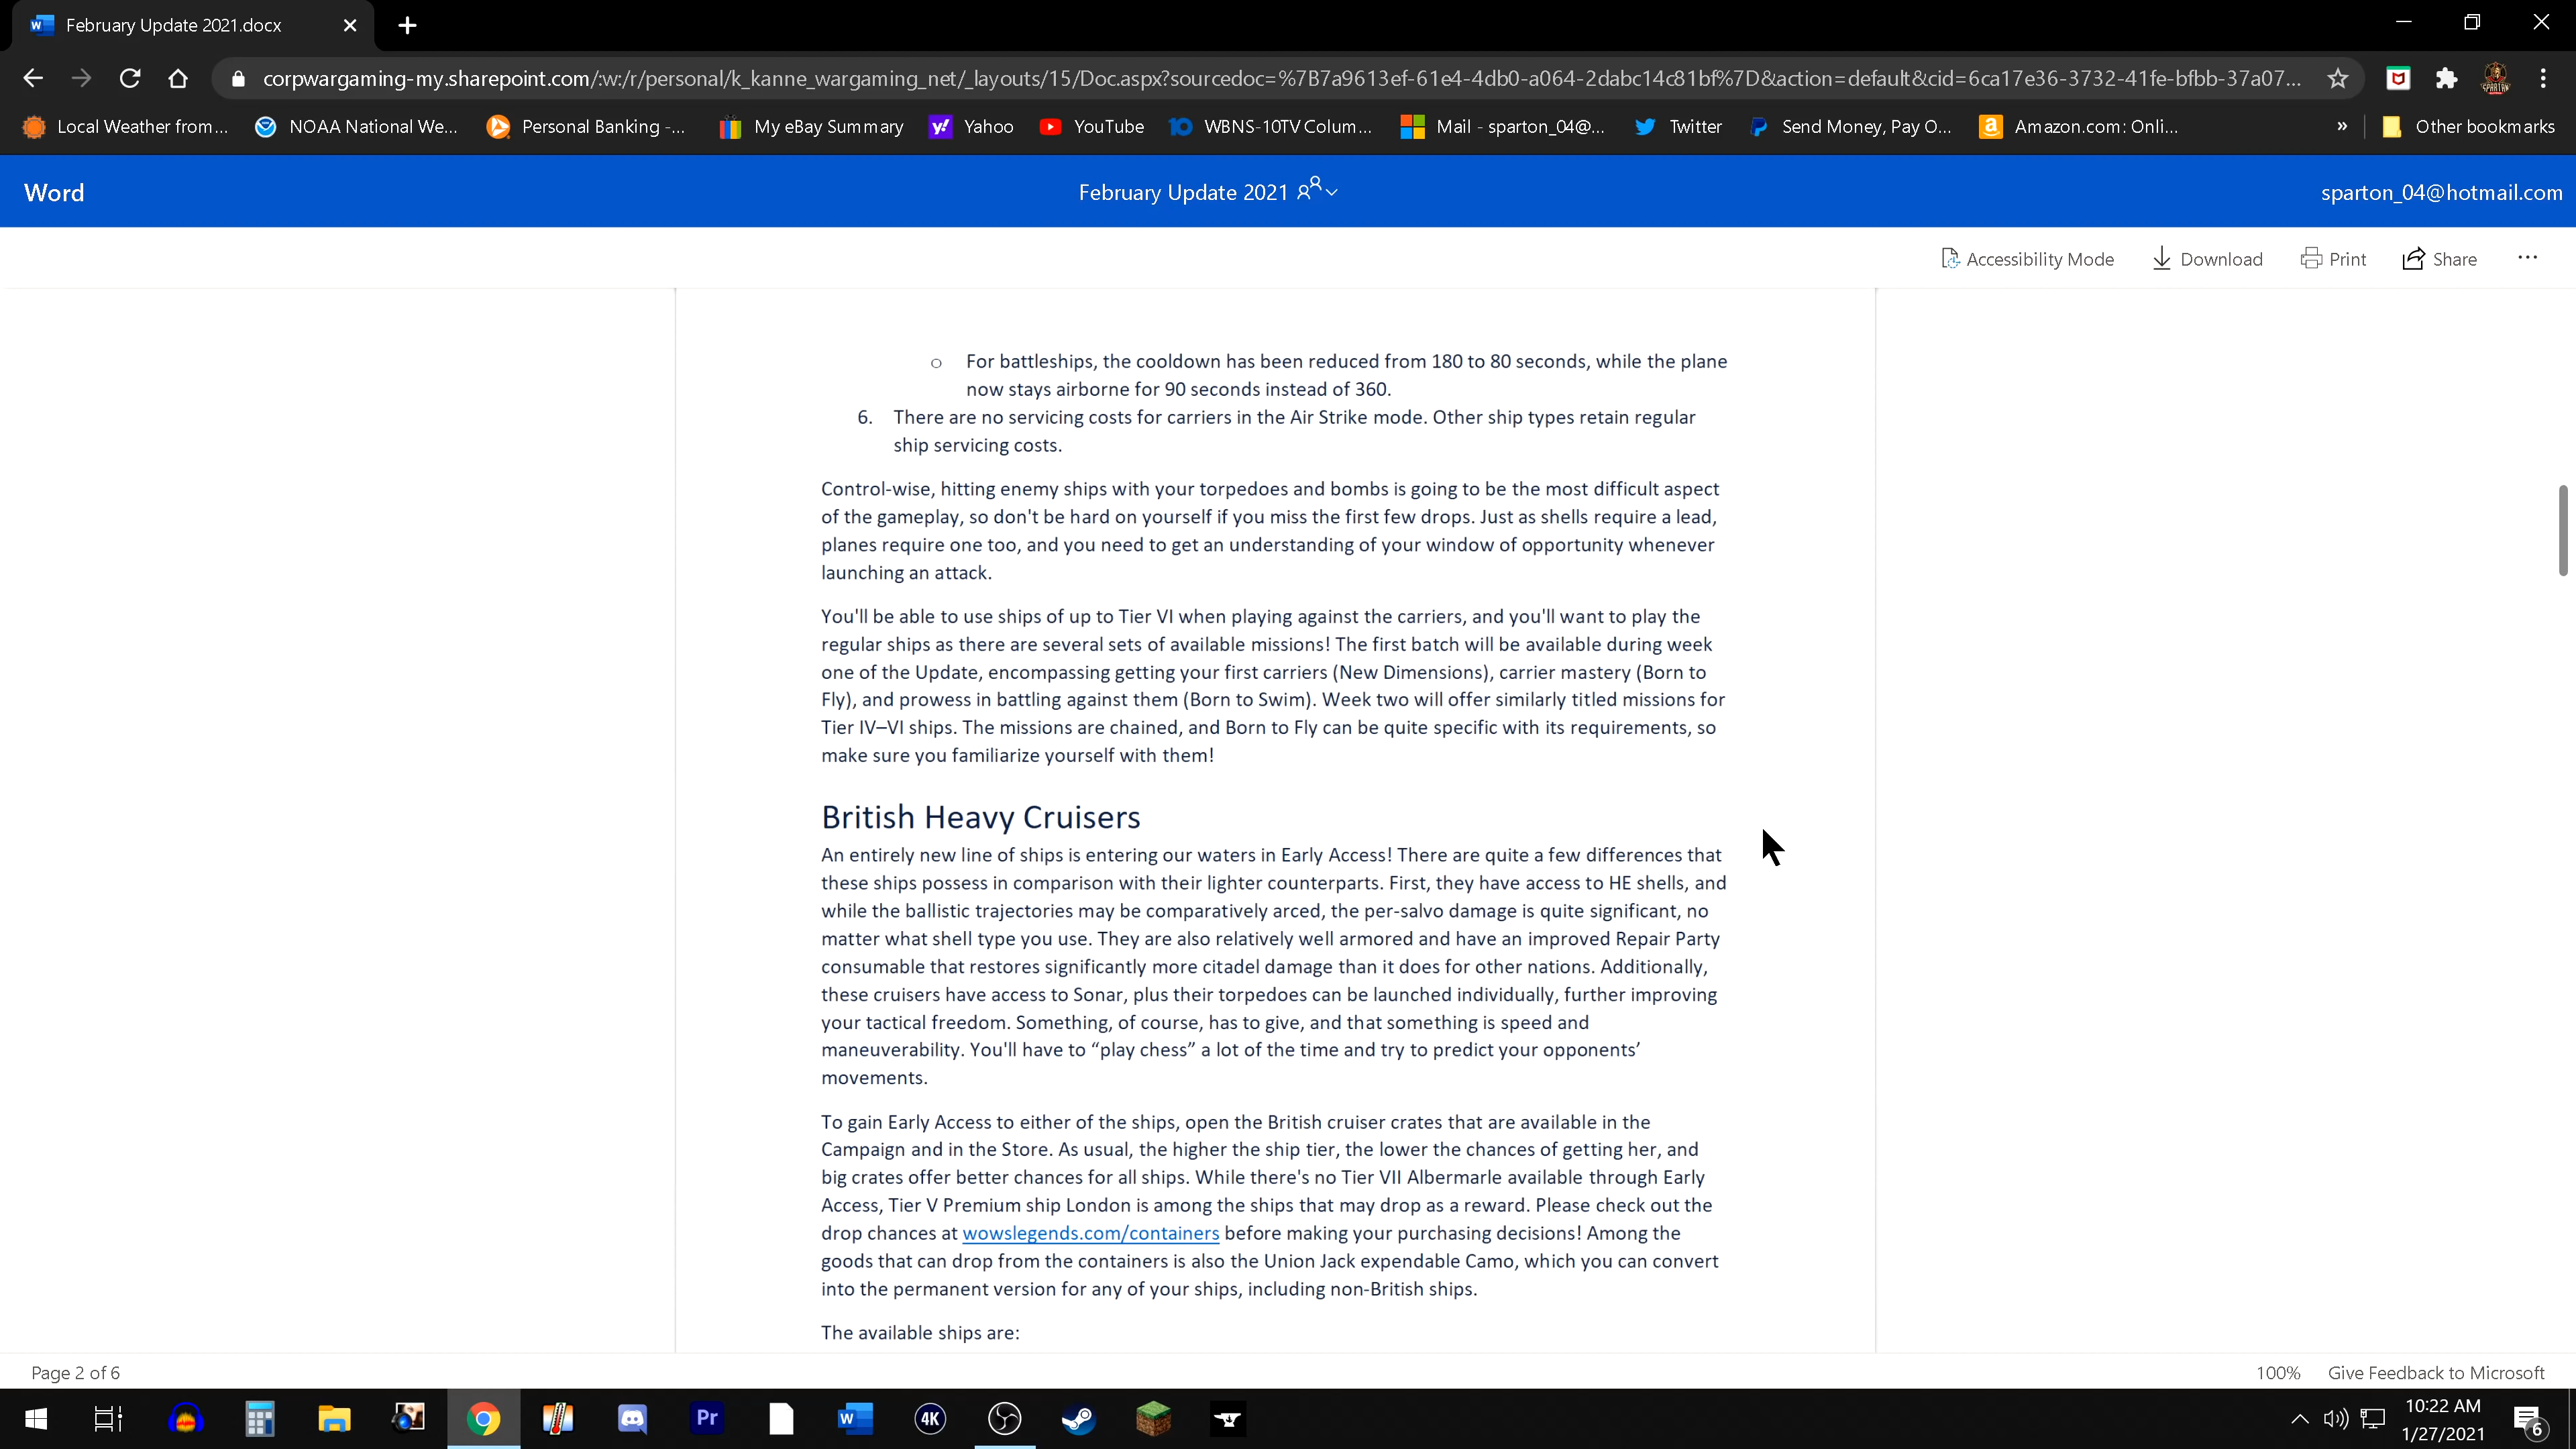 February Update 2021.docx
corpwargaming-my.sharepoint.com/:w:/r/personal/k_kanne_wargaming_net/_layouts/15/Doc.aspx?sourcedoc=%7B7a9613ef-61e4-4db0-a064-2dabc14c81bf%7D&action=default&cid=6ca17e36-3732-41fe-bfbb-37a07...
Local Weather from... NOAA National We... Personal Banking -... My eBay Summary Yahoo YouTube WBNS-10TV Colum... Mail - sparton_04@... Twitter Send Money, Pay O... Amazon.com: Onli... » Other bookmarks
Word February Update 2021 sparton_04@hotmail.com
Accessibility Mode Download Print Share ...
o For battleships, the cooldown has been reduced from 180 to 80 seconds, while the plane
now stays airborne for 90 seconds instead of 360.
6. There are no servicing costs for carriers in the Air Strike mode. Other ship types retain regular
ship servicing costs.
Control-wise, hitting enemy ships with your torpedoes and bombs is going to be the most difficult aspect
of the gameplay, so don't be hard on yourself if you miss the first few drops. Just as shells require a lead,
planes require one too, and you need to get an understanding of your window of opportunity whenever
launching an attack.
You'll be able to use ships of up to Tier VI when playing against the carriers, and you'll want to play the
regular ships as there are several sets of available missions! The first batch will be available during week
one of the Update, encompassing getting your first carriers (New Dimensions), carrier mastery (Born to
Fly), and prowess in battling against them (Born to Swim). Week two will offer similarly titled missions for
Tier IV–VI ships. The missions are chained, and Born to Fly can be quite specific with its requirements, so
make sure you familiarize yourself with them!
British Heavy Cruisers
An entirely new line of ships is entering our waters in Early Access! There are quite a few differences that
these ships possess in comparison with their lighter counterparts. First, they have access to HE shells, and
while the ballistic trajectories may be comparatively arced, the per-salvo damage is quite significant, no
matter what shell type you use. They are also relatively well armored and have an improved Repair Party
consumable that restores significantly more citadel damage than it does for other nations. Additionally,
these cruisers have access to Sonar, plus their torpedoes can be launched individually, further improving
your tactical freedom. Something, of course, has to give, and that something is speed and
maneuverability. You'll have to “play chess” a lot of the time and try to predict your opponents’
movements.
To gain Early Access to either of the ships, open the British cruiser crates that are available in the
Campaign and in the Store. As usual, the higher the ship tier, the lower the chances of getting her, and
big crates offer better chances for all ships. While there's no Tier VII Albermarle available through Early
Access, Tier V Premium ship London is among the ships that may drop as a reward. Please check out the
drop chances at wowslegends.com/containers before making your purchasing decisions! Among the
goods that can drop from the containers is also the Union Jack expendable Camo, which you can convert
into the permanent version for any of your ships, including non-British ships.
The available ships are:
Page 2 of 6 100% Give Feedback to Microsoft
Pr 4K 10:22 AM
1/27/2021 6